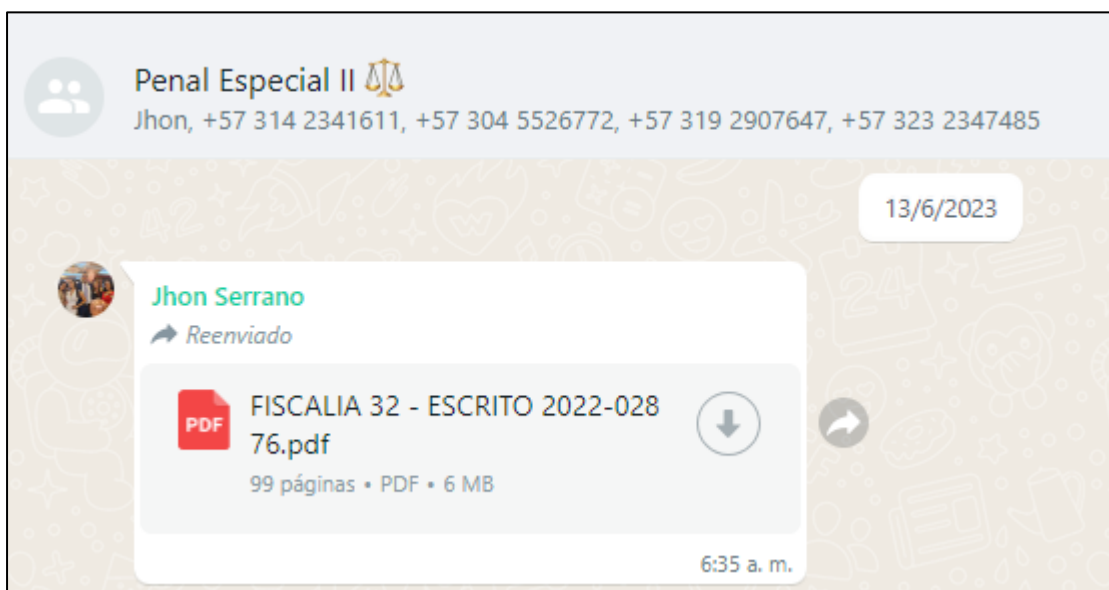 Penal Especial II
Jhon, +57 314 2341611, +57 304 5526772, +57 319 2907647, +57 323 2347485
13/6/2023
Jhon Serrano
Reenviado
PDF
FISCALIA 32 - ESCRITO 2022-028
76.pdf
99 páginas • PDF • 6 MB
6:35 a. m.